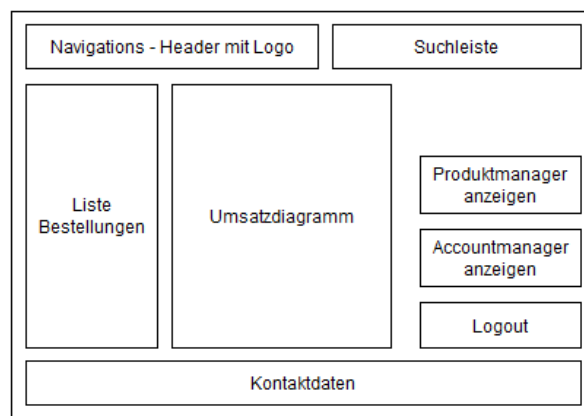 Navigations - Header mit Logo
Suchleiste
Liste
Bestellungen
Umsatzdiagramm
Produktmanager
anzeigen
Accountmanager
anzeigen
Logout
Kontaktdaten